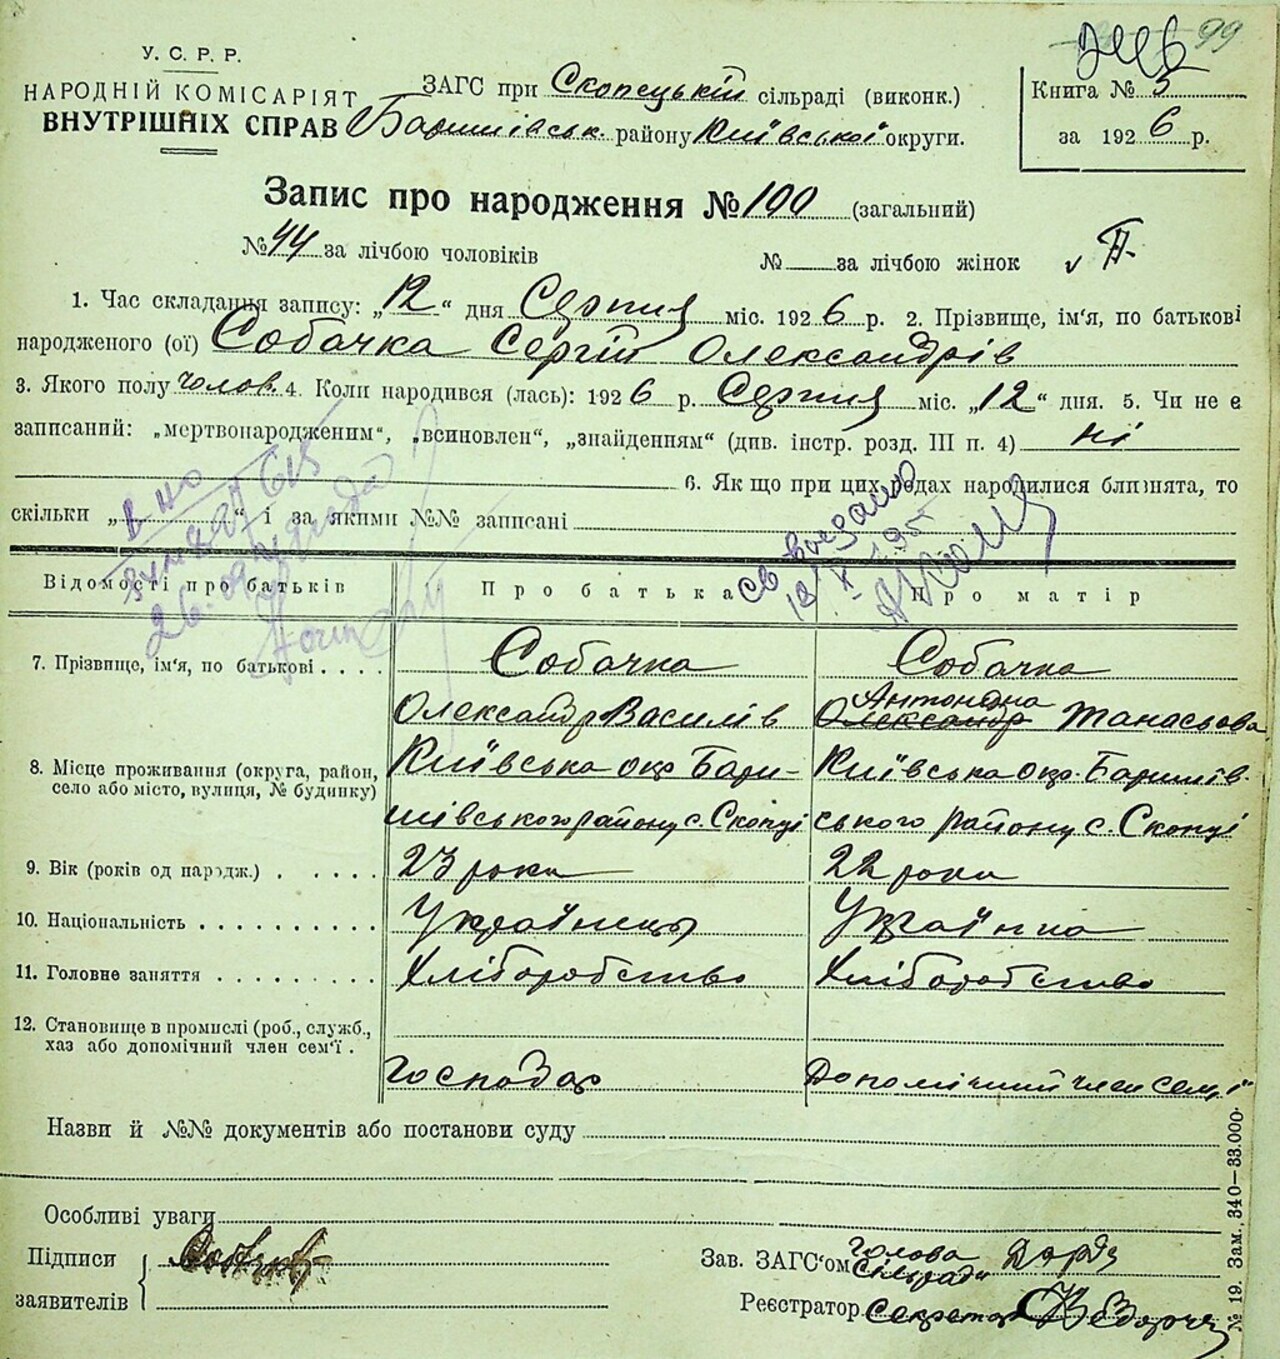 99
У. С. Р. Р.
НАРОДНІЙ КОМІСАРІЯТ
ВНУТРІШНІХ СПРАВ
ЗАГС при Скопецькій сільраді (виконк.)
Баришівськ. району Київської округи.
Книга № 3
за 1926 р.
Запис про народження № 100 (загальний)
№ 44 за лічбою чоловіків
№ за лічбою жінок
1. Час складання запису: „12“ дня Серпня міс. 1926 р. 2. Прізвище, ім'я, по батькові
народженого (ої) Собачка Сергій Олександрів
3. Якого полу чолов. 4. Коли народився (лась): 1926 р. Серпня міс. „12“ дня. 5. Чи не є
записаний: „мертвонародженим“, „всиновлен“, „знайденням“ (див. інстр. розд. III п. 4) ні
6. Якщо при цих родах народилися близнята, то
скільки „ “ і за якими №№ записані
Відомості про батьків
Про батька
Про матір
7. Прізвище, ім'я, по батькові . . . .
Собачка
Собачка
Антоніна
Олександр Василів
Олександр Танасьова
8. Місце проживання (округа, район,
село або місто, вулиця, № будинку)
Київська окр. Бари-
шівського району с. Скопці
Київська окр. Баришів-
ського району с. Скопці
9. Вік (років од народж.) . . . . .
23 роки
22 роки
10. Національність . . . . . . . . . .
Українець
Українка
11. Головне заняття . . . . . . . . .
Хліборобство
Хліборобство
12. Становище в промислі (роб., служб.,
хаз або допомічний член сем'ї .
Господар
Допомічний член семї
Назви й №№ документів або постанови суду
Особливі уваги
Підписи
заявителів
Зав. ЗАГС'ом Голова
Сільради
Реєстратор Секретар
№ 19. Зам. 340—33.000.